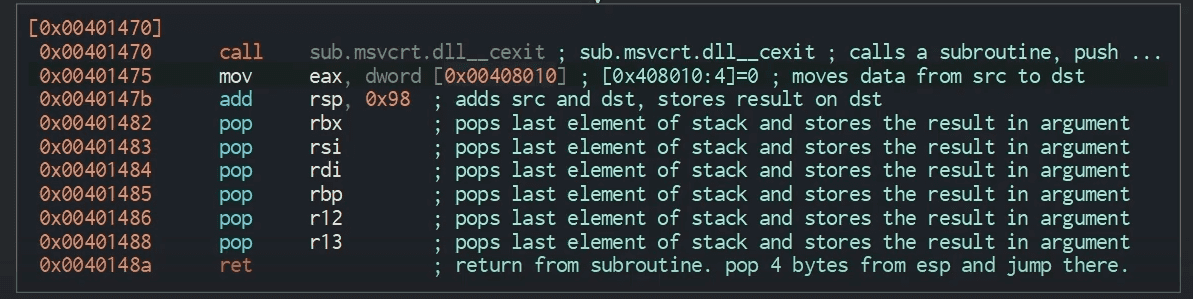 [0x00401470]
0x00401470 call sub.msvcrt.dll__cexit ; sub.msvcrt.dll__cexit ; calls a subroutine, push ...
0x00401475 mov eax, dword [0x00408010] ; [0x408010:4]=0 ; moves data from src to dst
0x0040147b add rsp, 0x98 ; adds src and dst, stores result on dst
0x00401482 pop rbx ; pops last element of stack and stores the result in argument
0x00401483 pop rsi ; pops last element of stack and stores the result in argument
0x00401484 pop rdi ; pops last element of stack and stores the result in argument
0x00401485 pop rbp ; pops last element of stack and stores the result in argument
0x00401486 pop r12 ; pops last element of stack and stores the result in argument
0x00401488 pop r13 ; pops last element of stack and stores the result in argument
0x0040148a ret ; return from subroutine. pop 4 bytes from esp and jump there.